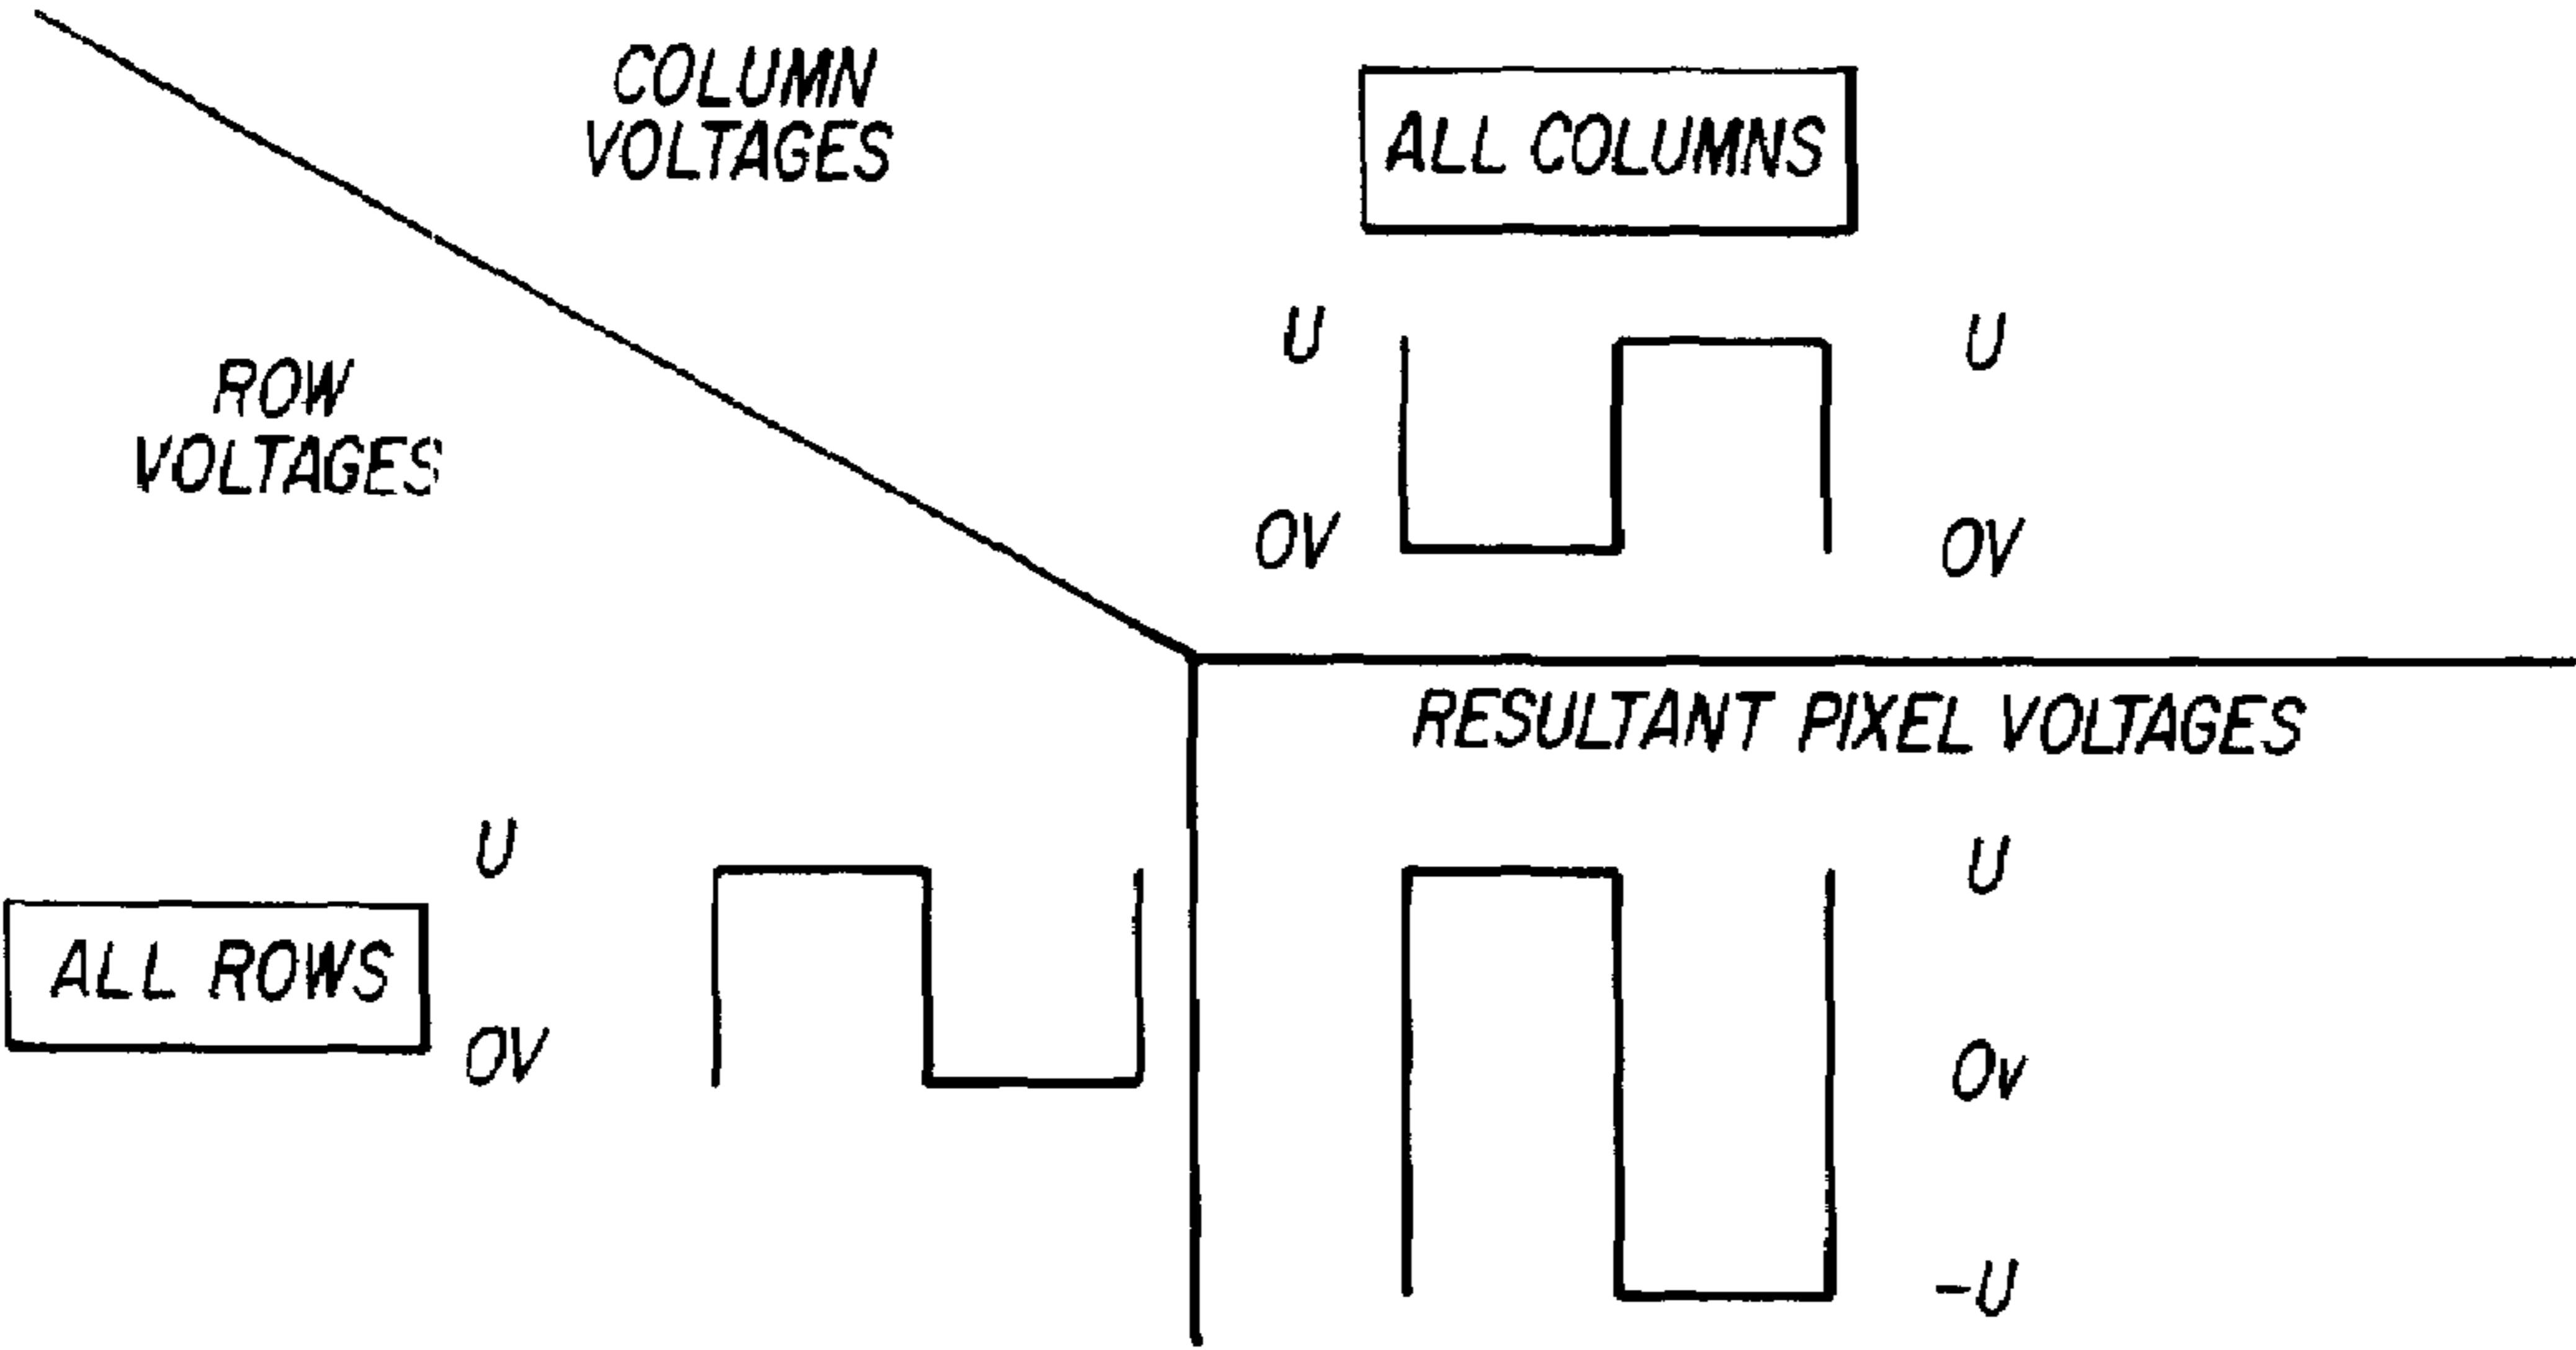 COLUMN
VOLTAGES
ALL COLUMNS
U
U
0V
0V
ROW
VOLTAGES
RESULTANT PIXEL VOLTAGES
U
ALL ROWS
0V
U
0v
-U